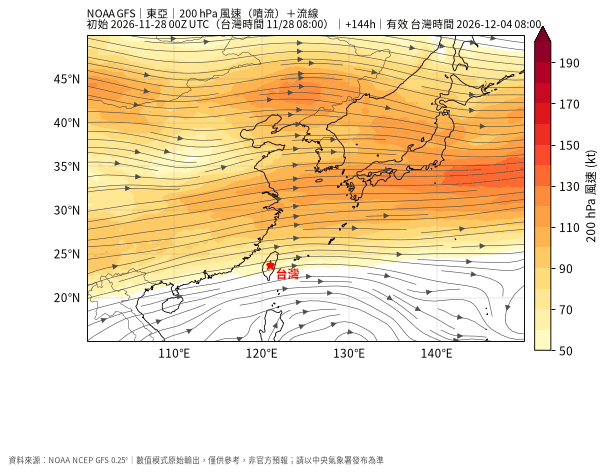 NOAA GFS｜東亞｜200 hPa 風速（噴流）＋流線
初始 2026-11-28 00Z UTC（台灣時間 11/28 08:00）｜+144h｜有效 台灣時間 2026-12-04 08:00
45°N
40°N
35°N
30°N
25°N
20°N
110°E
120°E
130°E
140°E
台灣
190
170
150
130
110
90
70
50
200 hPa 風速 (kt)
資料來源：NOAA NCEP GFS 0.25°｜數值模式原始輸出，僅供參考，非官方預報；請以中央氣象署發布為準